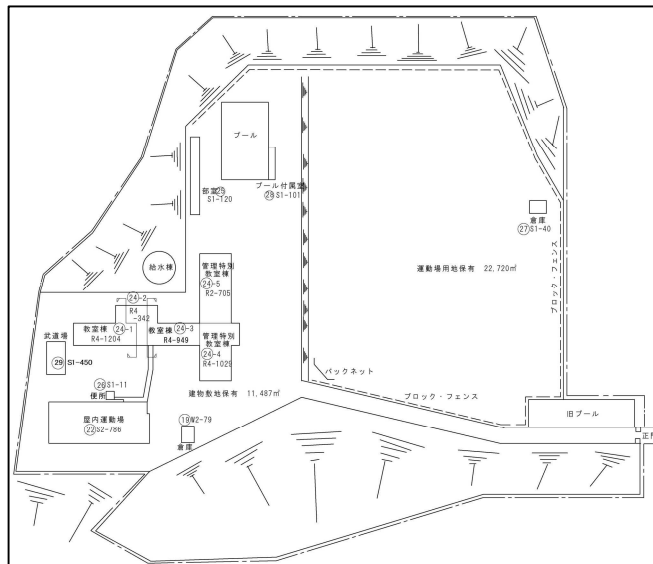 プール
部室㉕
S1-120
プール付属室
㉘S1-101
倉庫
㉗S1-40
ブロック・フェンス
運動場用地保有 22,720㎡
給水棟
管理特別
教室棟
㉔-5
R2-705
㉔-2
R4
-342
武道場
教室棟 ㉔-1
R4-1204
教室棟 ㉔-3
R4-949
管理特別
教室棟
㉔-4
R4-1029
㉙ S1-450
㉖S1-11
便所
バックネット
建物敷地保有 11,487㎡
ブロック・フェンス
屋内運動場
㉒S2-786
⑲W2-79
倉庫
旧プール